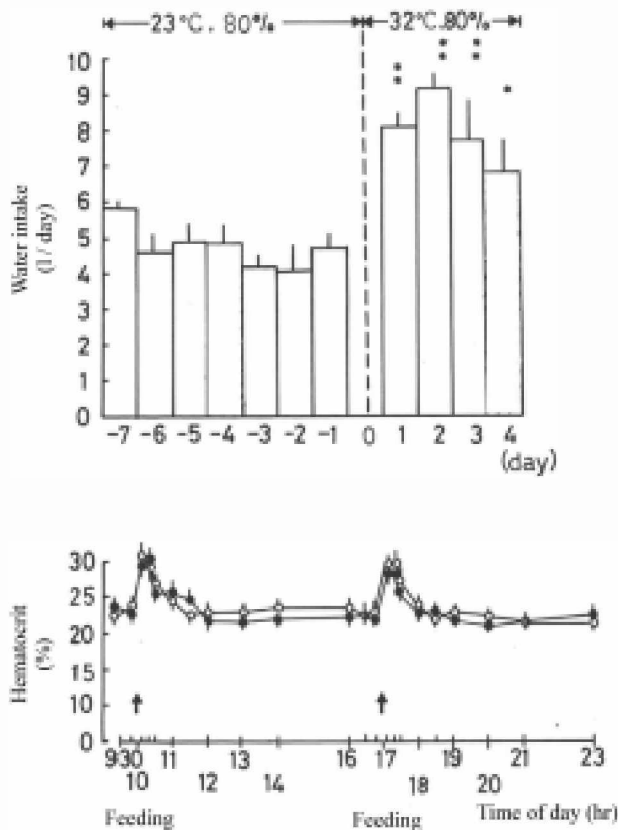 23°C. 80% 32°C.80%
10
9
8
7
6
5
4
3
2
1
0
Water intake
(l / day)
-7 -6 -5 -4 -3 -2 -1 0 1 2 3 4
(day)
30
25
20
15
10
0
Hematocrit
(%)
930 11 13 16 17 19 21 23
10 12 14 18 20
Feeding Feeding Time of day (hr)